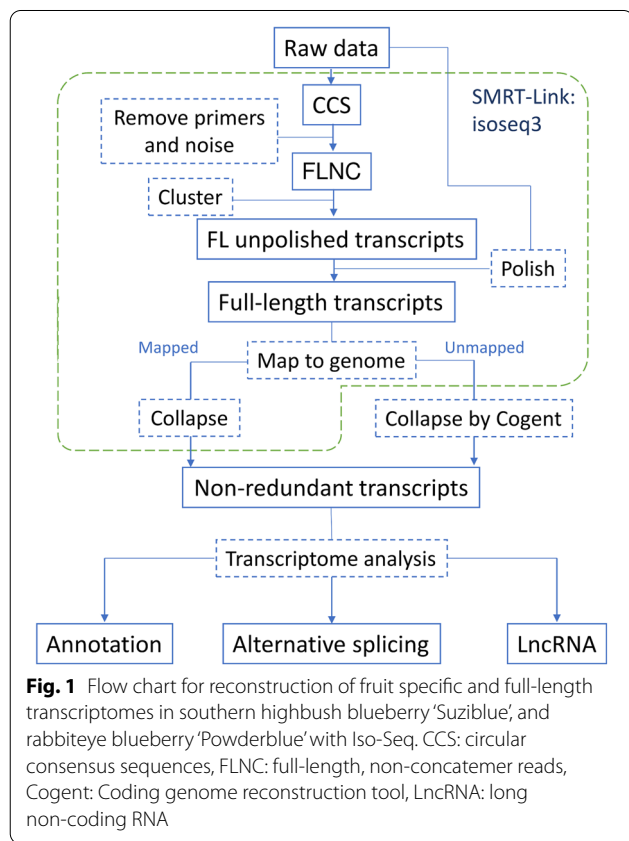 Raw data
SMRT-Link:
isoseq3
CCS
Remove primers
and noise
FLNC
Cluster
FL unpolished transcripts
Polish
Full-length transcripts
Mapped
Map to genome
Unmapped
Collapse
Collapse by Cogent
Non-redundant transcripts
Transcriptome analysis
Annotation
Alternative splicing
LncRNA
Fig. 1 Flow chart for reconstruction of fruit specific and full-length
transcriptomes in southern highbush blueberry ‘Suziblue’, and
rabbiteye blueberry ‘Powderblue’ with Iso-Seq. CCS: circular
consensus sequences, FLNC: full-length, non-concatemer reads,
Cogent: Coding genome reconstruction tool, LncRNA: long
non-coding RNA